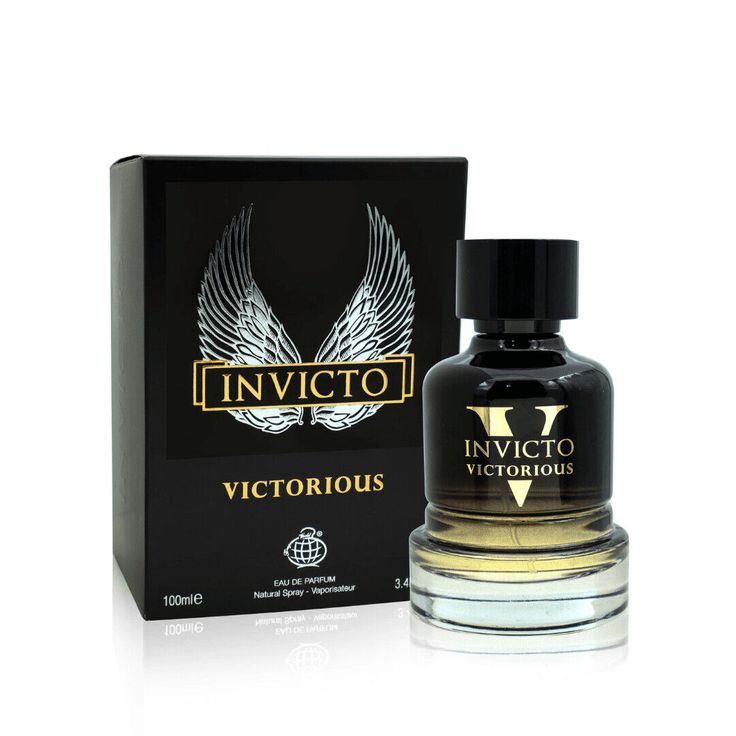 INVICTO
VICTORIOUS
EAU DE PARFUM
Natural Spray - Vaporisateur
100ml℮
3.4
V
INVICTO
VICTORIOUS